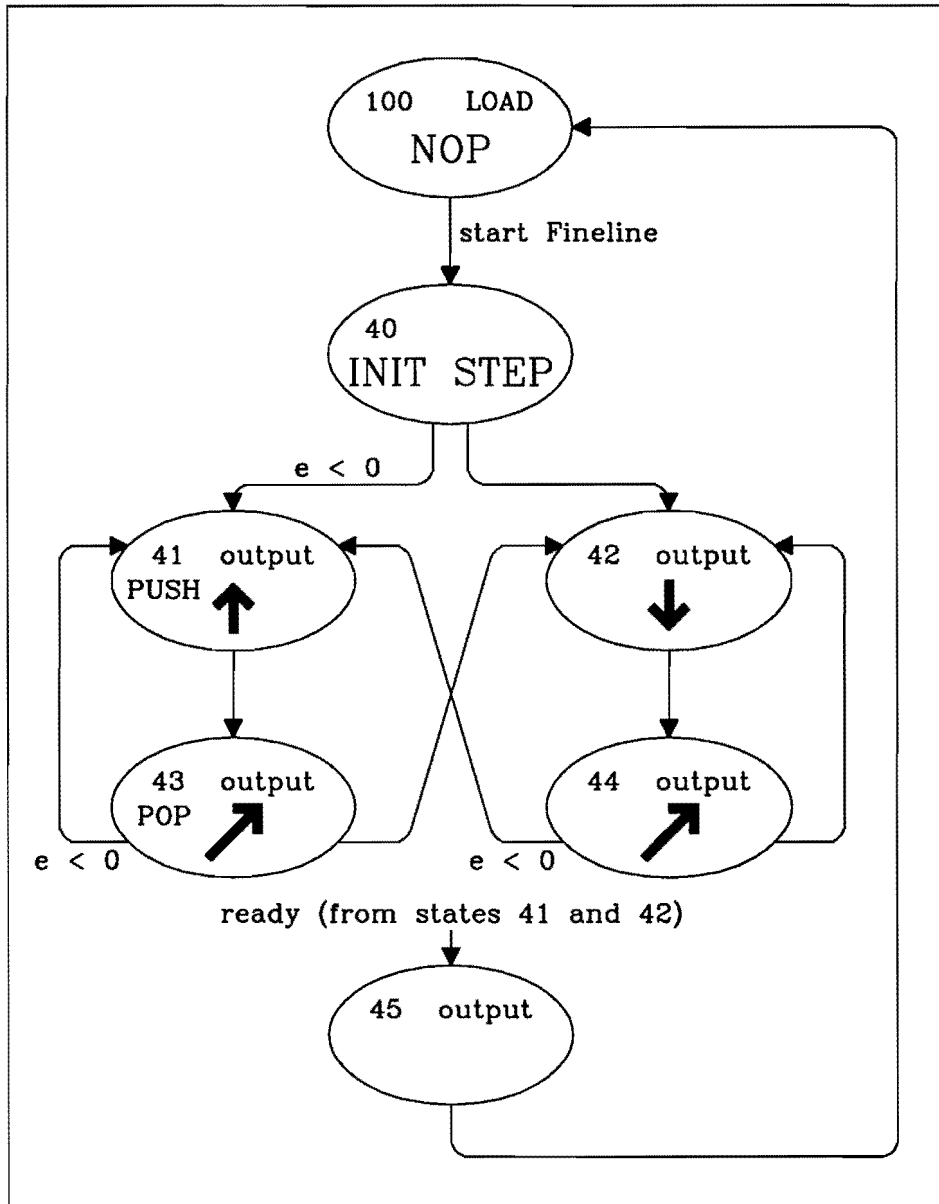 100 LOAD
NOP
start Fineline
40
INIT STEP
e < 0
41 output
PUSH
42 output
43 output
POP
44 output
e < 0
e < 0
ready (from states 41 and 42)
45 output